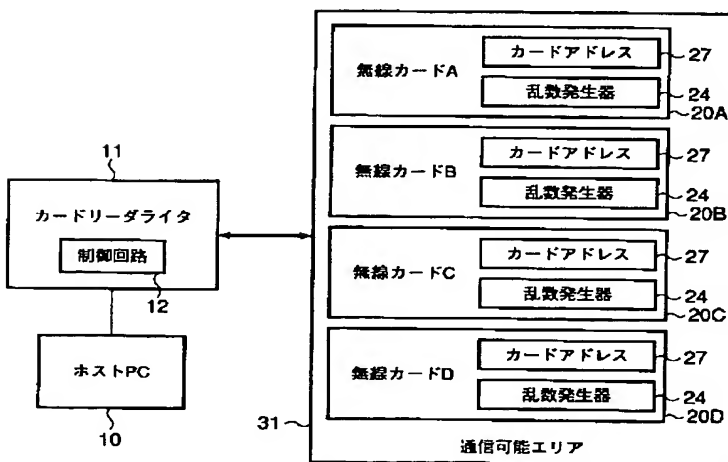 11
カードリーダライタ
制御回路
12
ホストPC
10
無線カードA
カードアドレス
27
乱数発生器
24
20A
無線カードB
カードアドレス
27
乱数発生器
24
20B
無線カードC
カードアドレス
27
乱数発生器
24
20C
無線カードD
カードアドレス
27
乱数発生器
24
20D
31
通信可能エリア